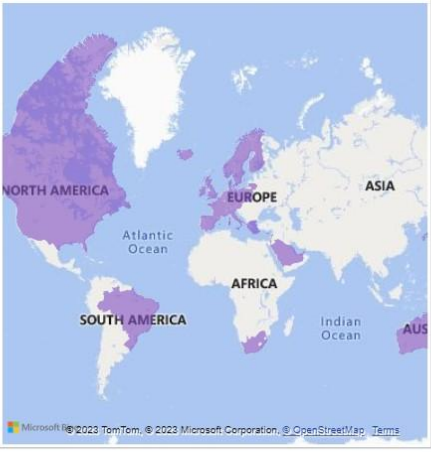 NORTH AMERICA
EUROPE
ASIA
Atlantic
Ocean
AFRICA
SOUTH AMERICA
Indian
Ocean
AUS
Microsoft © 2023 TomTom, © 2023 Microsoft Corporation, © OpenStreetMap Terms